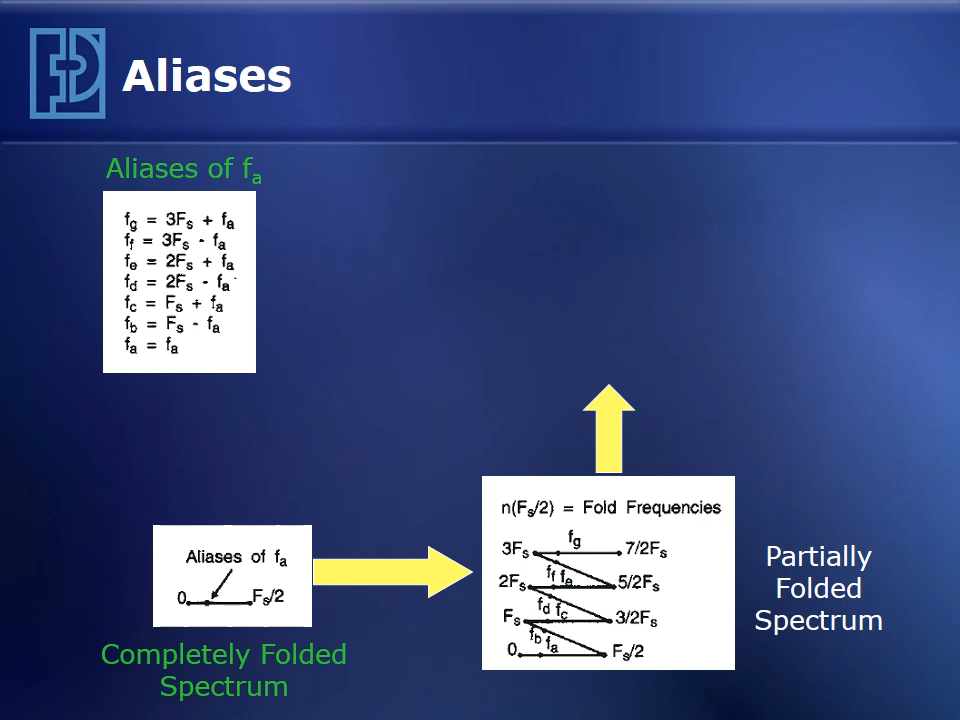 Aliases
Aliases of fa
fg = 3Fs + fa
ff = 3Fs - fa
fe = 2Fs + fa
fd = 2Fs - fa
fc = Fs + fa
fb = Fs - fa
fa = fa
Aliases of fa
0 Fs/2
Completely Folded
Spectrum
n(Fs/2) = Fold Frequencies
fg
3Fs 7/2Fs
ff fe
2Fs 5/2Fs
fd fc
Fs 3/2Fs
fb fa
0 Fs/2
Partially
Folded
Spectrum